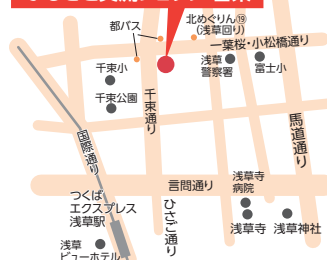 都バス
北めぐりん⑲
(浅草回り)
一葉桜・小松橋通り
千束小
浅草
警察署
富士小
千束公園
千束通り
国際通り
馬道通り
言問通り
浅草寺
病院
つくば
エクスプレス
浅草駅
ひさご通り
浅草寺
浅草神社
浅草
ビューホテル